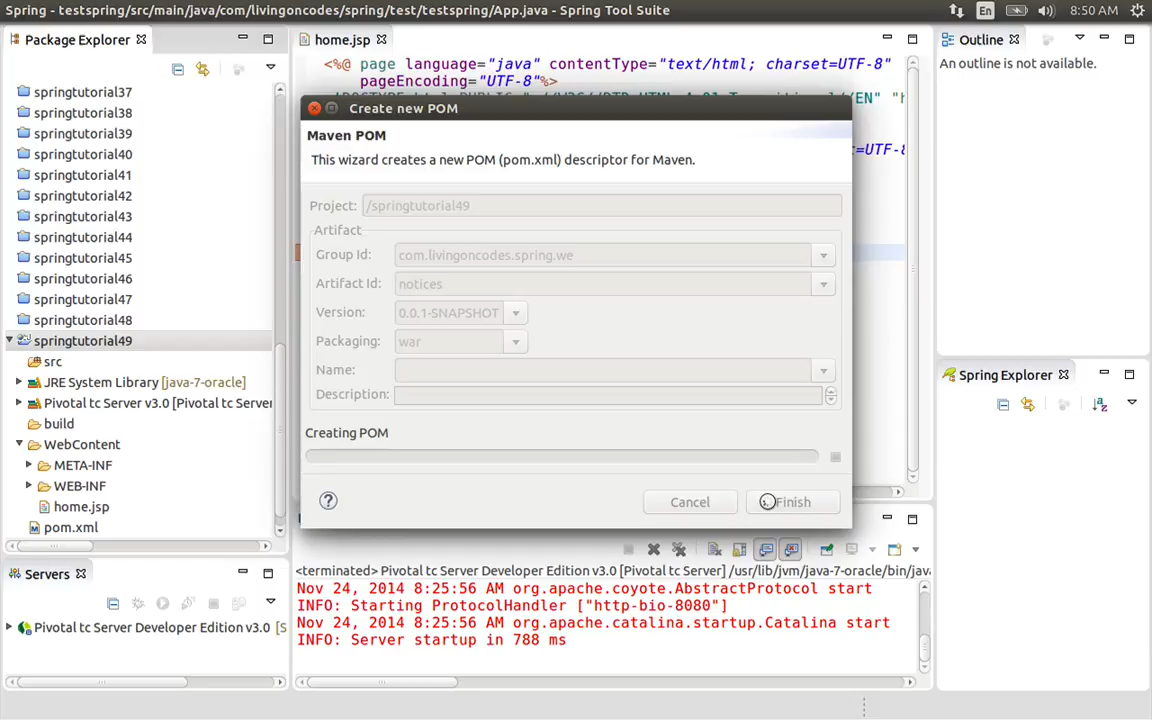 Spring - testspring/src/main/java/com/livingoncodes/spring/test/testspring/App.java - Spring Tool Suite
En
8:50 AM
Package Explorer
springtutorial37
springtutorial38
springtutorial39
springtutorial40
springtutorial41
springtutorial42
springtutorial43
springtutorial44
springtutorial45
springtutorial46
springtutorial47
springtutorial48
springtutorial49
src
JRE System Library [java-7-oracle]
Pivotal tc Server v3.0 [Pivotal tc Serve
build
WebContent
META-INF
WEB-INF
home.jsp
pom.xml
Servers
Pivotal tc Server Developer Edition v3.0 [S
home.jsp
<%@ page language="java" contentType="text/html; charset=UTF-8"
pageEncoding="UTF-8"%>
EN" "h
=UTF-8
Create new POM
Maven POM
This wizard creates a new POM (pom.xml) descriptor for Maven.
Project: /springtutorial49
Artifact
Group Id: com.livingoncodes.spring.we
Artifact Id: notices
Version: 0.0.1-SNAPSHOT
Packaging: war
Name:
Description:
Creating POM
?
Cancel
Finish
<terminated> Pivotal tc Server Developer Edition v3.0 [Pivotal tc Server] /usr/lib/jvm/java-7-oracle/bin/java
Nov 24, 2014 8:25:56 AM org.apache.coyote.AbstractProtocol start
INFO: Starting ProtocolHandler ["http-bio-8080"]
Nov 24, 2014 8:25:56 AM org.apache.catalina.startup.Catalina start
INFO: Server startup in 788 ms
Outline
An outline is not available.
Spring Explorer